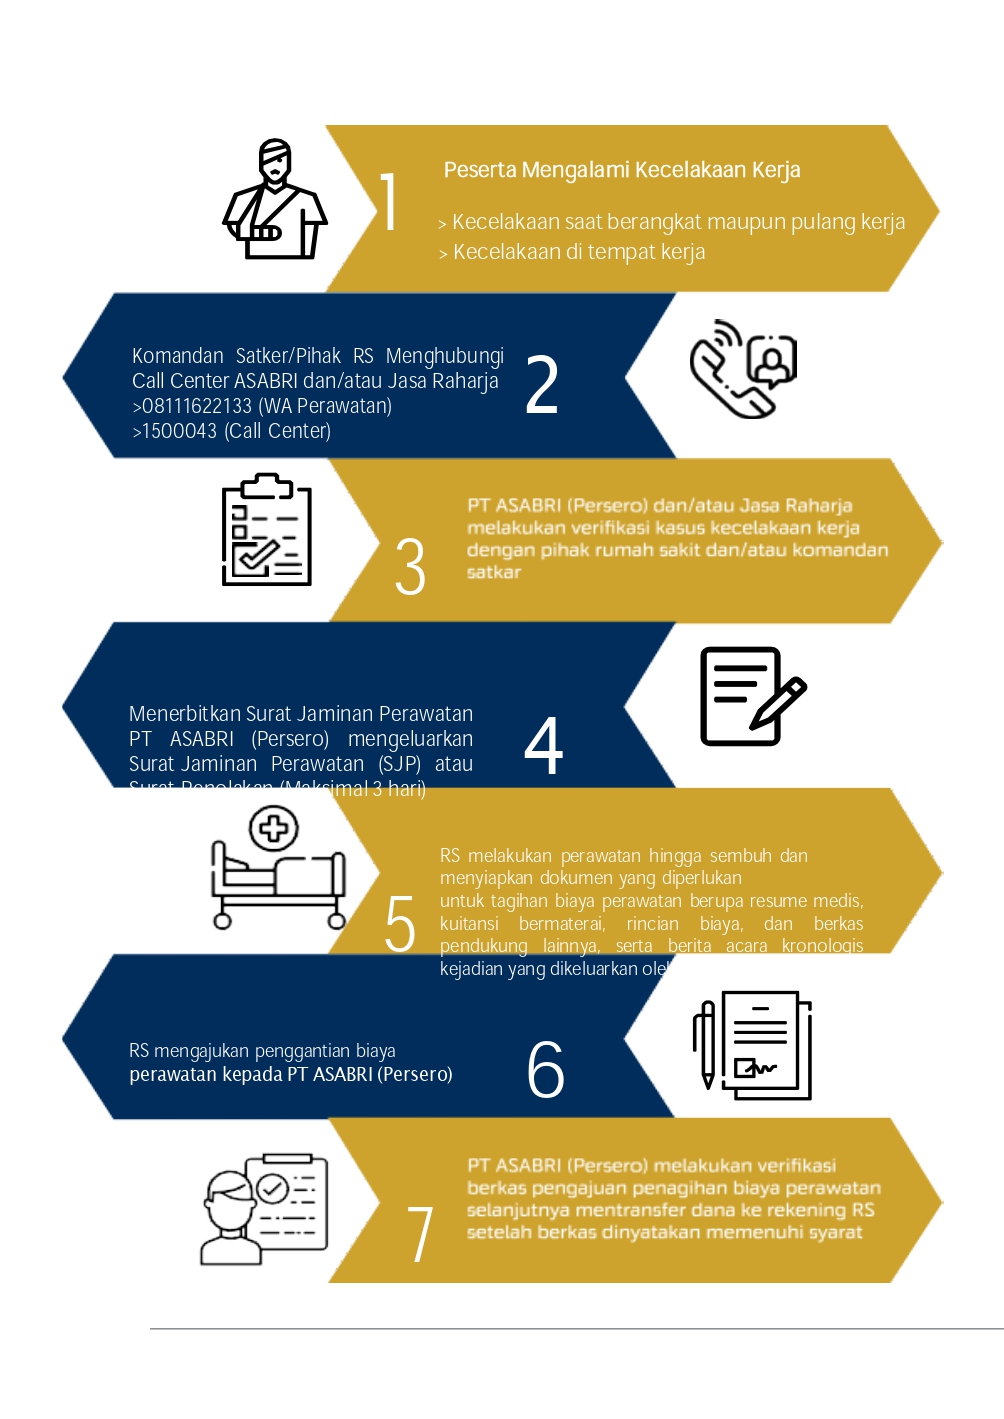 1
Peserta Mengalami Kecelakaan Kerja
> Kecelakaan saat berangkat maupun pulang kerja
> Kecelakaan di tempat kerja
Komandan Satker/Pihak RS Menghubungi
Call Center ASABRI dan/atau Jasa Raharja
>08111622133 (WA Perawatan)
>1500043 (Call Center)
2
3
PT ASABRI (Persero) dan/atau Jasa Raharja
melakukan verifikasi kasus kecelakaan kerja
dengan pihak rumah sakit dan/atau komandan
satkar
Menerbitkan Surat Jaminan Perawatan
PT ASABRI (Persero) mengeluarkan
Surat Jaminan Perawatan (SJP) atau
Surat Penolakan (Maksimal 3 hari)
4
5
RS melakukan perawatan hingga sembuh dan
menyiapkan dokumen yang diperlukan
untuk tagihan biaya perawatan berupa resume medis,
kuitansi bermaterai, rincian biaya, dan berkas
pendukung lainnya, serta berita acara kronologis
kejadian yang dikeluarkan
RS mengajukan penggantian biaya
perawatan kepada PT ASABRI (Persero)
6
7
PT ASABRI (Persero) melakukan verifikasi
berkas pengajuan penagihan biaya perawatan
selanjutnya mentransfer dana ke rekening RS
setelah berkas dinyatakan memenuhi syarat